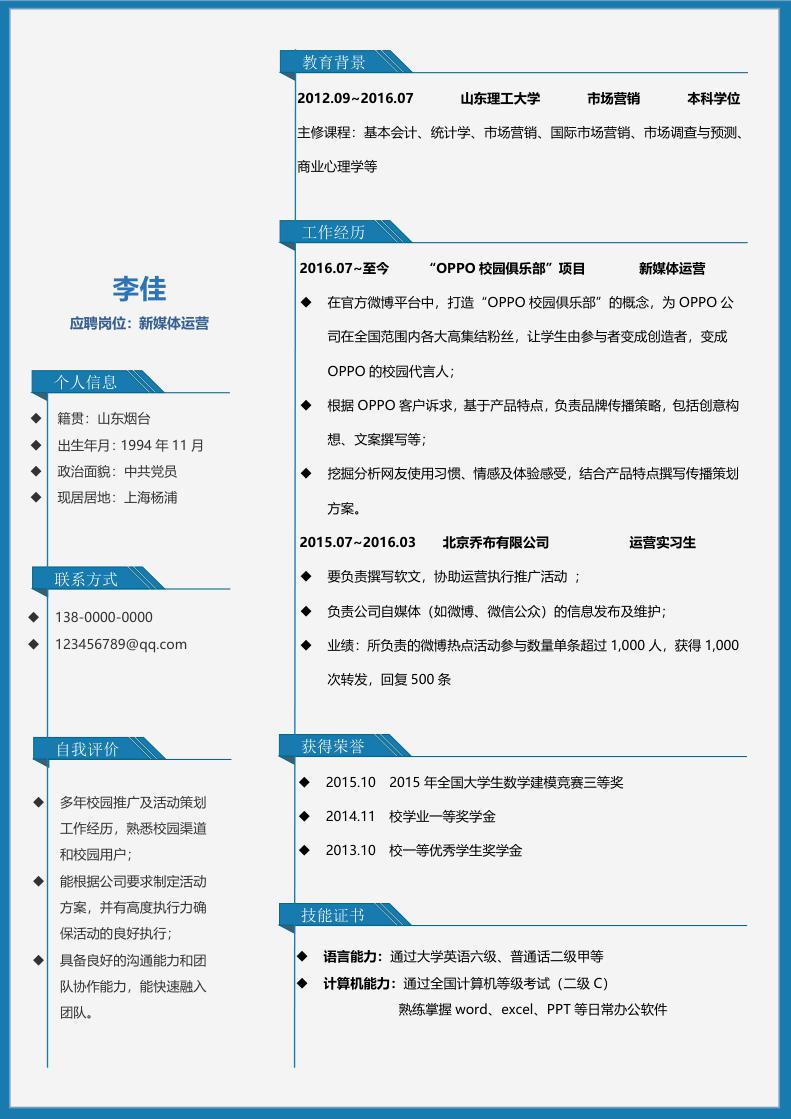 李佳
应聘岗位：新媒体运营
个人信息
◆ 籍贯：山东烟台
◆ 出生年月：1994 年 11 月
◆ 政治面貌：中共党员
◆ 现居居地：上海杨浦
联系方式
◆ 138-0000-0000
◆ 123456789@qq.com
自我评价
◆ 多年校园推广及活动策划
工作经历，熟悉校园渠道
和校园用户；
◆ 能根据公司要求制定活动
方案，并有高度执行力确
保活动的良好执行；
◆ 具备良好的沟通能力和团
队协作能力，能快速融入
团队。
教育背景
2012.09~2016.07 山东理工大学 市场营销 本科学位
主修课程：基本会计、统计学、市场营销、国际市场营销、市场调查与预测、
商业心理学等
工作经历
2016.07~至今 “OPPO 校园俱乐部”项目 新媒体运营
◆ 在官方微博平台中，打造“OPPO 校园俱乐部”的概念，为 OPPO 公
司在全国范围内各大高集结粉丝，让学生由参与者变成创造者，变成
OPPO 的校园代言人；
◆ 根据 OPPO 客户诉求，基于产品特点，负责品牌传播策略，包括创意构
想、文案撰写等；
◆ 挖掘分析网友使用习惯、情感及体验感受，结合产品特点撰写传播策划
方案。
2015.07~2016.03 北京乔布有限公司 运营实习生
◆ 要负责撰写软文，协助运营执行推广活动 ；
◆ 负责公司自媒体（如微博、微信公众）的信息发布及维护；
◆ 业绩：所负责的微博热点活动参与数量单条超过 1,000 人，获得 1,000
次转发，回复 500 条
获得荣誉
◆ 2015.10 2015 年全国大学生数学建模竞赛三等奖
◆ 2014.11 校学业一等奖学金
◆ 2013.10 校一等优秀学生奖学金
技能证书
◆ 语言能力：通过大学英语六级、普通话二级甲等
◆ 计算机能力：通过全国计算机等级考试（二级 C）
熟练掌握 word、excel、PPT 等日常办公软件